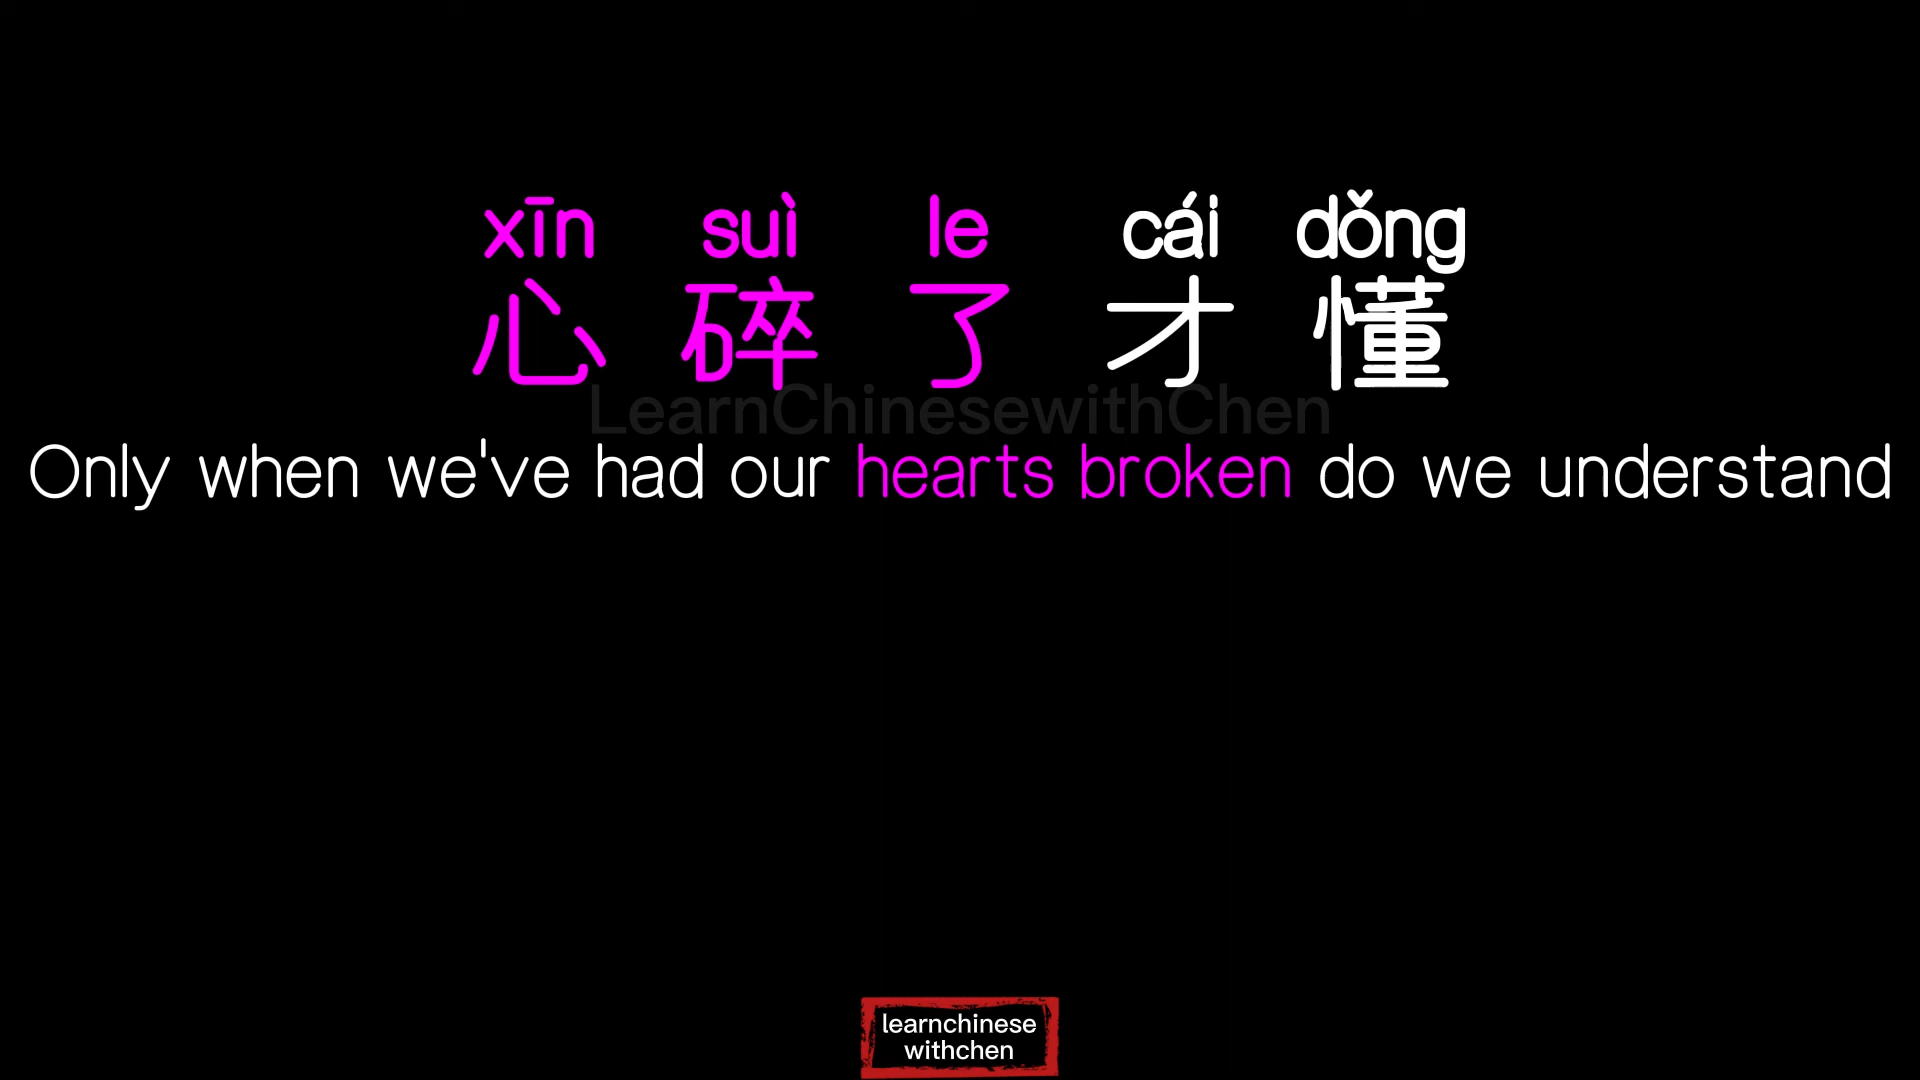 xīn suì le cái dǒng
心 碎 了 才 懂
LearnChinesewithChen
Only when we've had our hearts broken do we understand
learnchinese
withchen